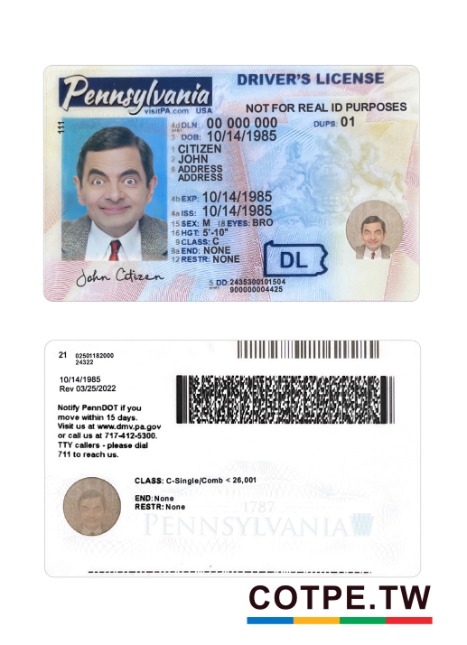 Pennsylvania
visitPA.com USA
DRIVER'S LICENSE
NOT FOR REAL ID PURPOSES
4d DLN: 00 000 000 DUPS: 01
3 DOB: 10/14/1985
1 CITIZEN
2 JOHN
8 ADDRESS
ADDRESS
4b EXP: 10/14/1985
4a ISS: 10/14/1985
15 SEX: M 18 EYES: BRO
16 HGT: 5'-10"
9 CLASS: C
9a END: NONE
12 RESTR: NONE
DL
John Citizen
5 DD: 2435300101504
900000004425
21 02501182000
24322
10/14/1985
Rev 03/25/2022
Notify PennDOT if you
move within 15 days.
Visit us at www.dmv.pa.gov
or call us at 717-412-5300.
TTY callers - please dial
711 to reach us.
CLASS: C-Single/Comb < 26,001
END: None
RESTR: None
1787
PENNSYLVANIA
COTPE.TW